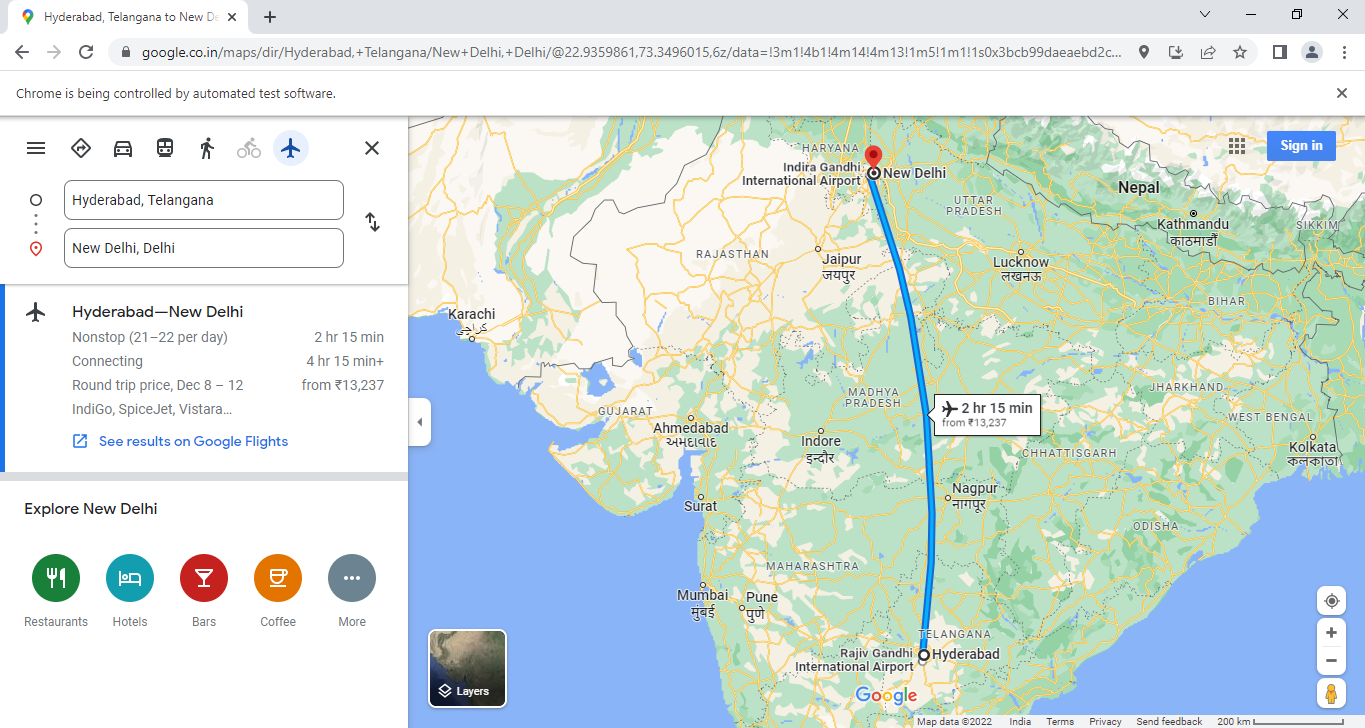 Hyderabad, Telangana to New De
google.co.in/maps/dir/Hyderabad,+Telangana/New+Delhi,+Delhi/@22.9359861,73.3496015,6z/data=!3m1!4b1!4m14!4m13!1m5!1m1!1s0x3bcb99daeaebd2c...
Chrome is being controlled by automated test software.
Hyderabad, Telangana
New Delhi, Delhi
Hyderabad—New Delhi
Nonstop (21–22 per day) 2 hr 15 min
Connecting 4 hr 15 min+
Round trip price, Dec 8 – 12 from ₹13,237
IndiGo, SpiceJet, Vistara...
See results on Google Flights
Explore New Delhi
Restaurants
Hotels
Bars
Coffee
More
Sign in
HARYANA
Indira Gandhi
International Airport
New Delhi
Nepal
UTTAR
PRADESH
Kathmandu
काठमाडौँ
SIKKIM
RAJASTHAN
Jaipur
जयपुर
Lucknow
लखनऊ
BIHAR
Karachi
کراچی
JHARKHAND
MADHYA
PRADESH
2 hr 15 min
from ₹13,237
GUJARAT
Ahmedabad
અમદાવાદ
Indore
इन्दौर
WEST BENGAL
Kolkata
কলকাতা
CHHATTISGARH
Nagpur
नागपूर
Surat
ODISHA
MAHARASHTRA
Mumbai
मुंबई
Pune
पुणे
TELANGANA
Rajiv Gandhi
International Airport
Hyderabad
Layers
Google
Map data ©2022 India Terms Privacy Send feedback 200 km